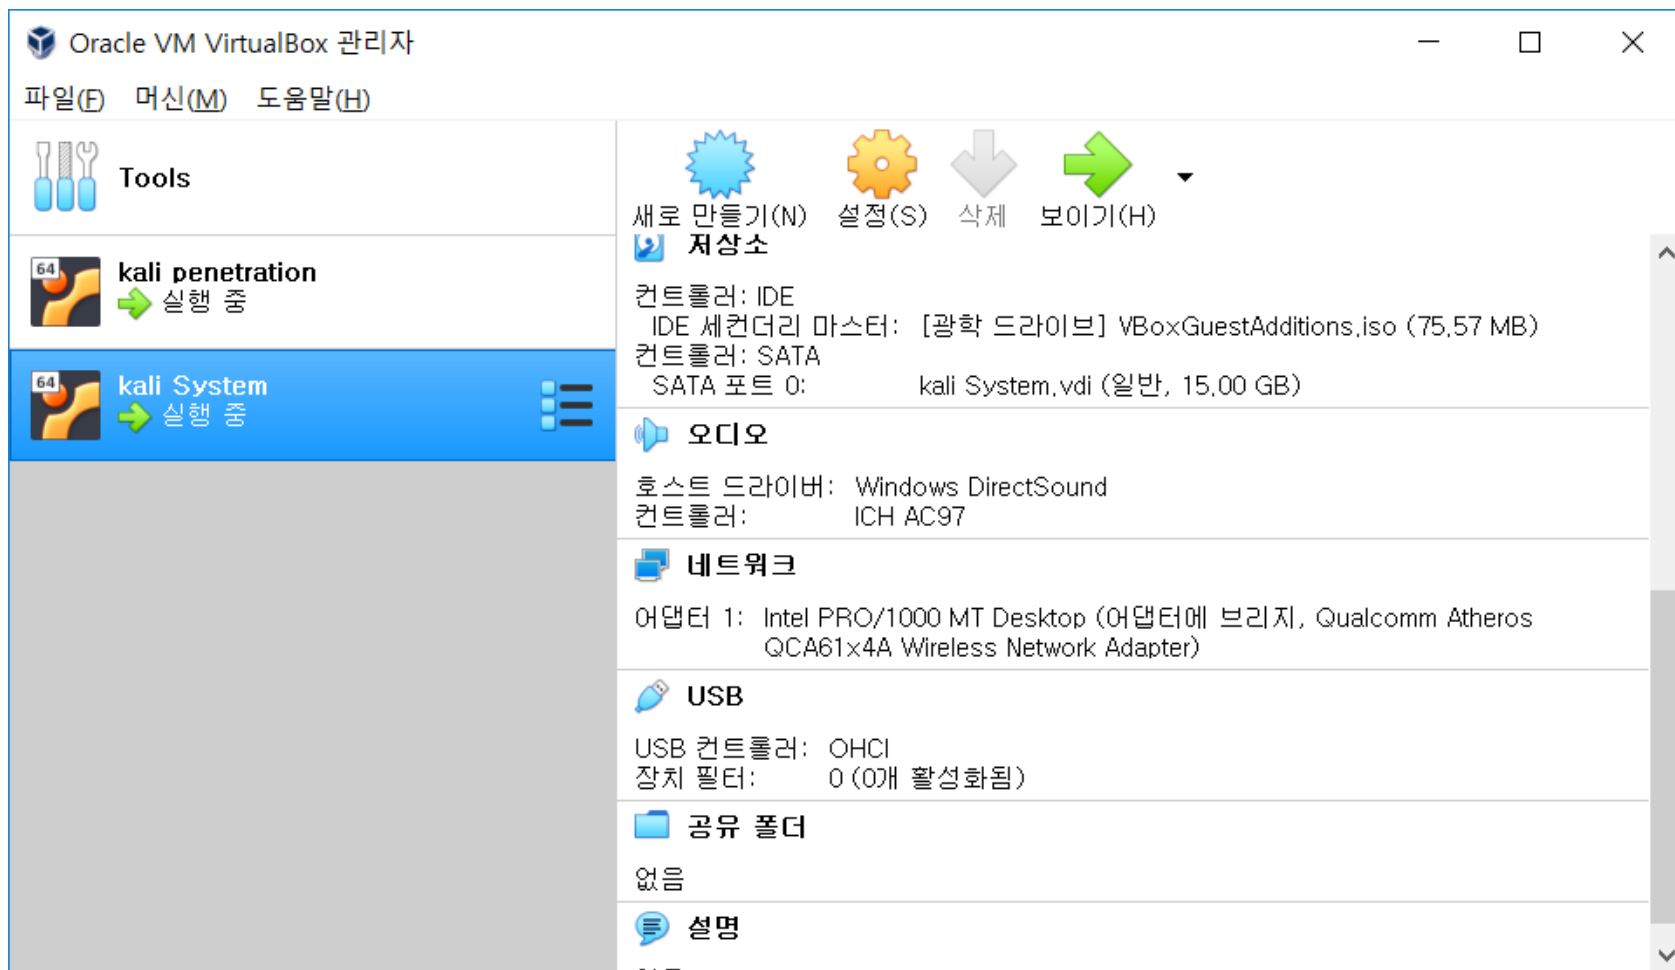 Oracle VM VirtualBox 관리자
파일(F) 머신(M) 도움말(H)
Tools
새로 만들기(N) 설정(S) 삭제 보이기(H)
64
kali penetration
실행 중
64
kali System
실행 중
저장소
컨트롤러: IDE
IDE 세컨더리 마스터: [광학 드라이브] VBoxGuestAdditions.iso (75.57 MB)
컨트롤러: SATA
SATA 포트 0: kali System.vdi (일반, 15.00 GB)
오디오
호스트 드라이버: Windows DirectSound
컨트롤러: ICH AC97
네트워크
어댑터 1: Intel PRO/1000 MT Desktop (어댑터에 브리지, Qualcomm Atheros
QCA61x4A Wireless Network Adapter)
USB
USB 컨트롤러: OHCI
장치 필터: 0 (0개 활성화됨)
공유 폴더
없음
설명